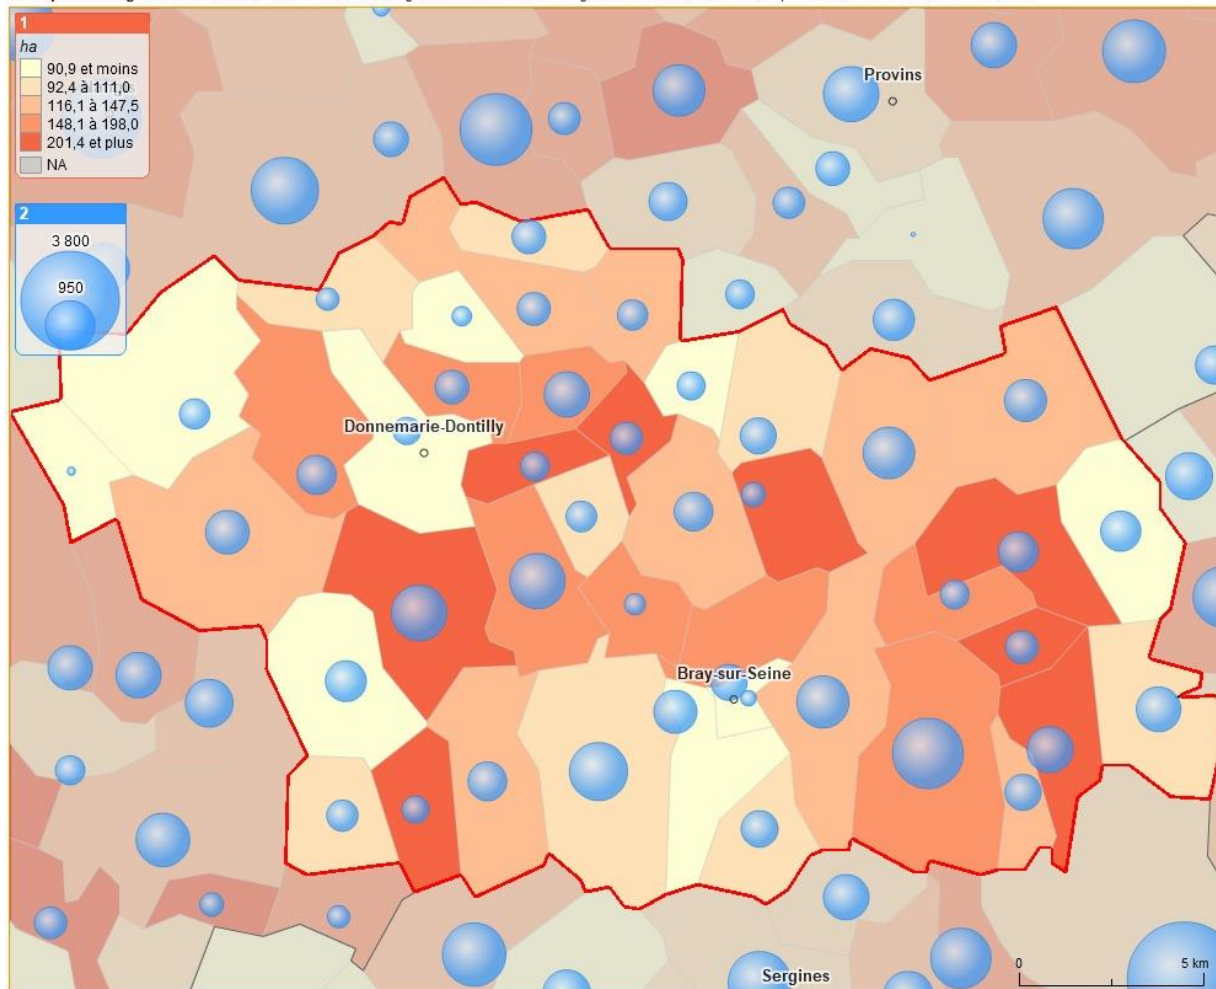 1
ha
90,9 et moins
92,4 à 111,0
116,1 à 147,5
148,1 à 198,0
201,4 et plus
NA
2
3 800
950
Provins
Donnemarie-Dontilly
Bray-sur-Seine
Sergines
0
5 km